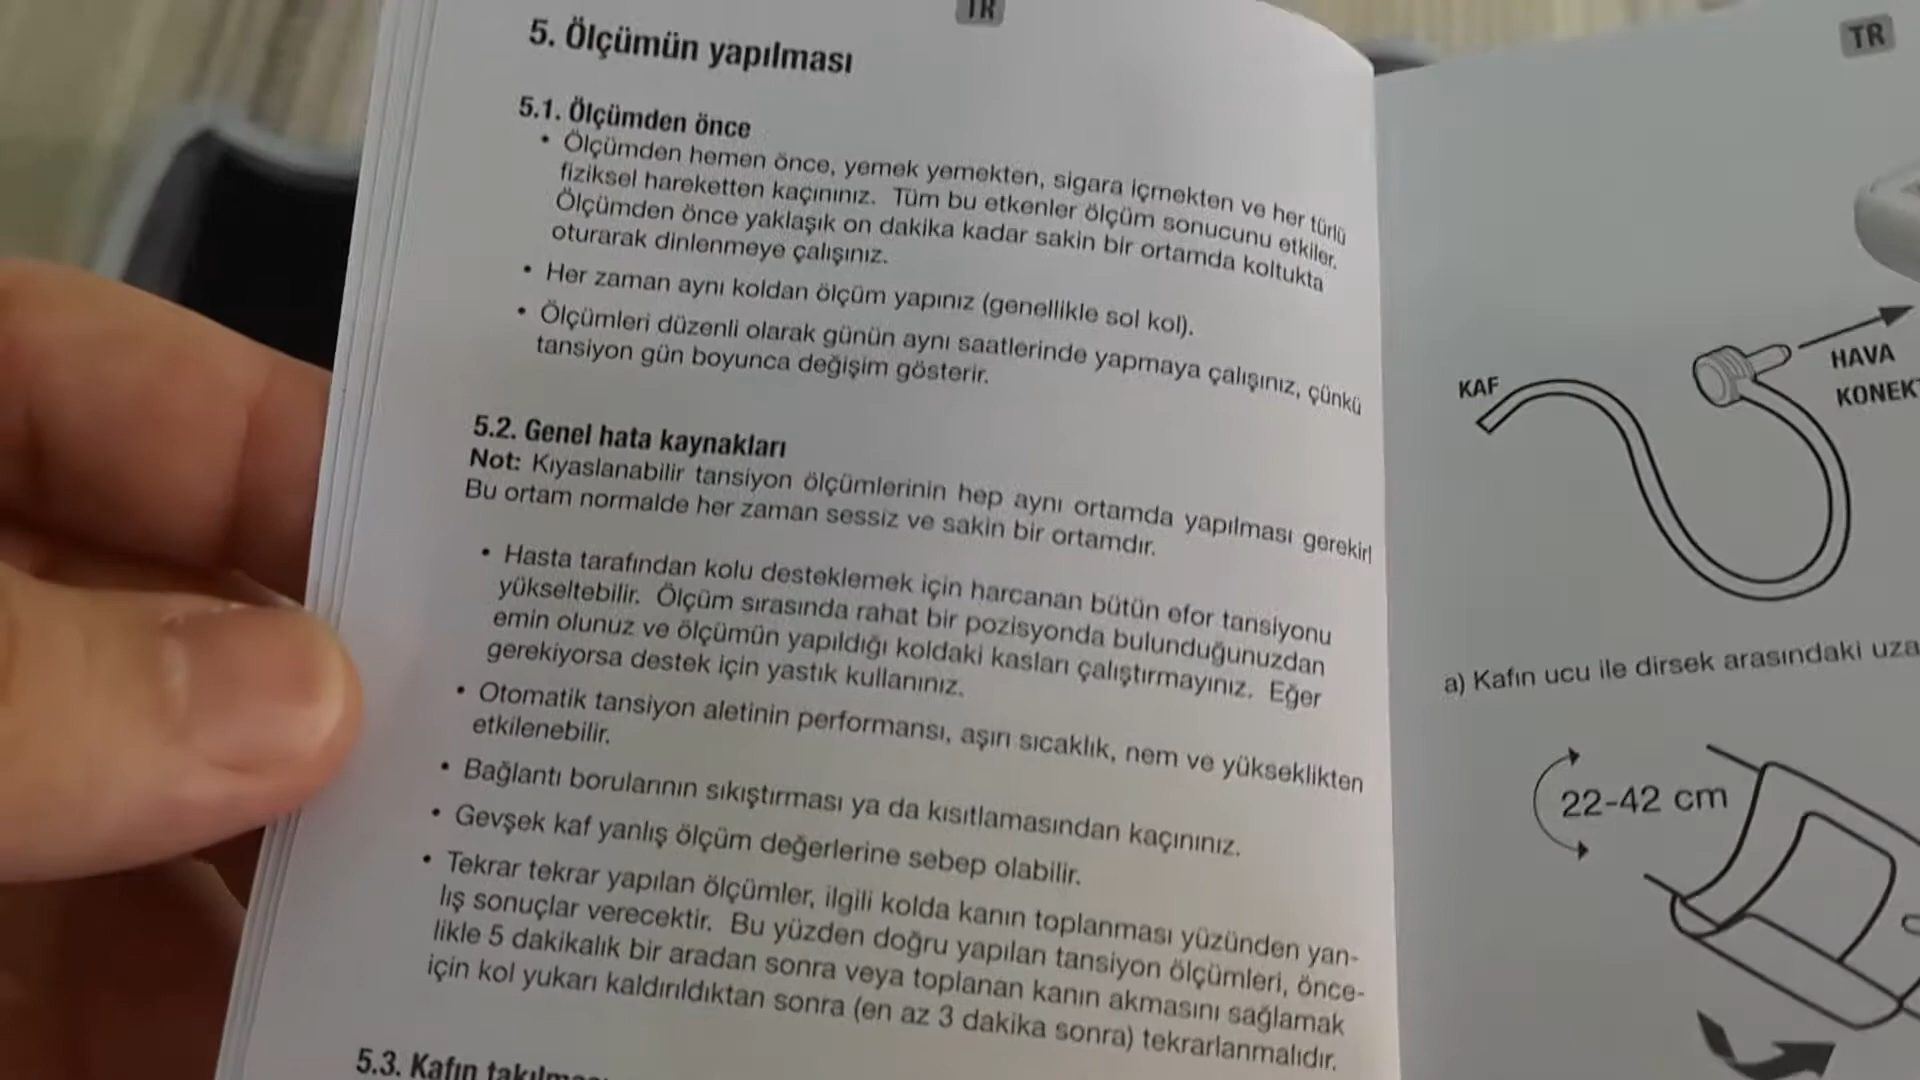 TR
5. Ölçümün yapılması
5.1. Ölçümden önce
• Ölçümden hemen önce, yemek yemekten, sigara içmekten ve her türlü
fiziksel hareketten kaçınınız. Tüm bu etkenler ölçüm sonucunu etkiler.
Ölçümden önce yaklaşık on dakika kadar sakin bir ortamda koltukta
oturarak dinlenmeye çalışınız.
• Her zaman aynı koldan ölçüm yapınız (genellikle sol kol).
• Ölçümleri düzenli olarak günün aynı saatlerinde yapmaya çalışınız, çünkü
tansiyon gün boyunca değişim gösterir.
5.2. Genel hata kaynakları
Not: Kıyaslanabilir tansiyon ölçümlerinin hep aynı ortamda yapılması gerekir!
Bu ortam normalde her zaman sessiz ve sakin bir ortamdır.
• Hasta tarafından kolu desteklemek için harcanan bütün efor tansiyonu
yükseltebilir. Ölçüm sırasında rahat bir pozisyonda bulunduğunuzdan
emin olunuz ve ölçümün yapıldığı koldaki kasları çalıştırmayınız. Eğer
gerekiyorsa destek için yastık kullanınız.
• Otomatik tansiyon aletinin performansı, aşırı sıcaklık, nem ve yükseklikten
etkilenebilir.
• Bağlantı borularının sıkıştırması ya da kısıtlamasından kaçınınız.
• Gevşek kaf yanlış ölçüm değerlerine sebep olabilir.
• Tekrar tekrar yapılan ölçümler, ilgili kolda kanın toplanması yüzünden yan-
lış sonuçlar verecektir. Bu yüzden doğru yapılan tansiyon ölçümleri, önce-
likle 5 dakikalık bir aradan sonra veya toplanan kanın akmasını sağlamak
için kol yukarı kaldırıldıktan sonra (en az 3 dakika sonra) tekrarlanmalıdır.
5.3. Kafın
TR
KAF
HAVA
KONEKT
a) Kafın ucu ile dirsek arasındaki uza
22-42 cm